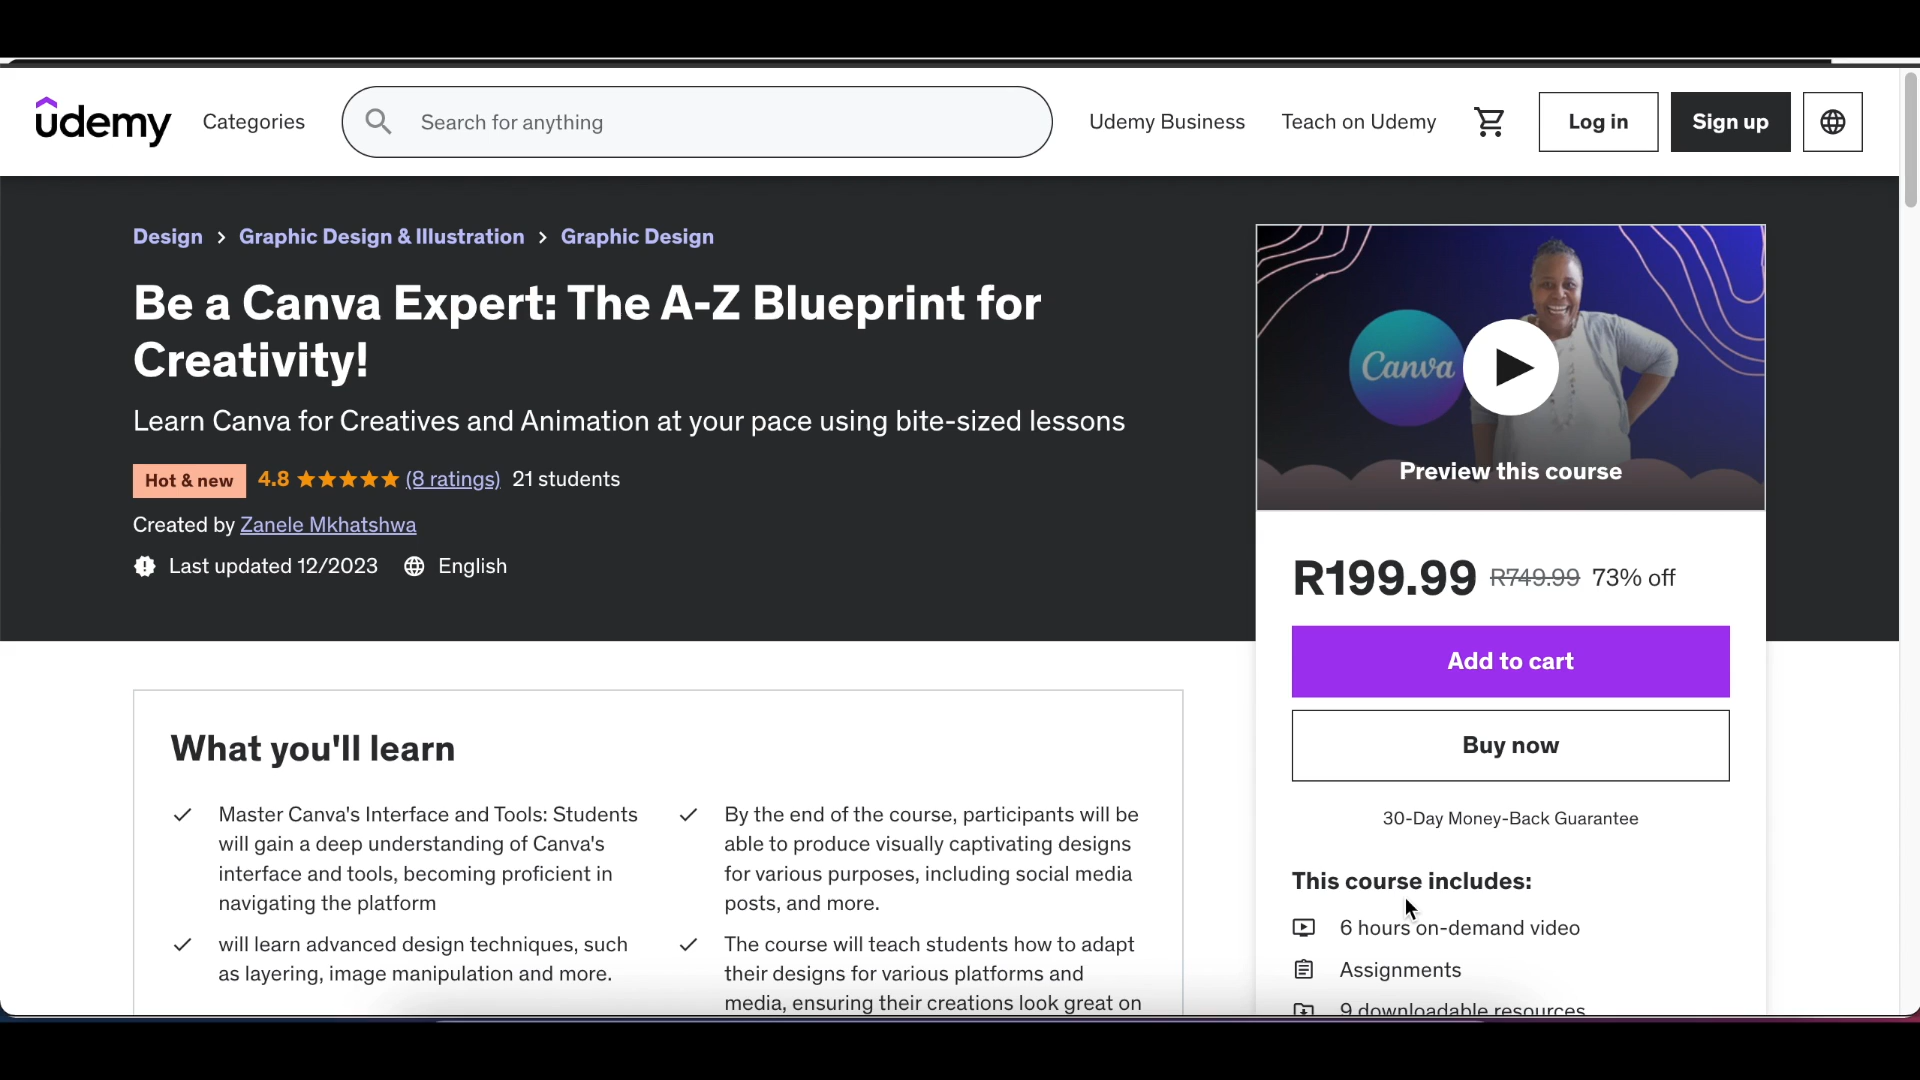 udemy
Categories
Search for anything
Udemy Business
Teach on Udemy
Log in
Sign up
Design > Graphic Design & Illustration > Graphic Design
Be a Canva Expert: The A-Z Blueprint for
Creativity!
Learn Canva for Creatives and Animation at your pace using bite-sized lessons
Hot & new 4.8 (8 ratings) 21 students
Created by Zanele Mkhatshwa
Last updated 12/2023 English
Canva
Preview this course
R199.99 R749.99 73% off
Add to cart
Buy now
30-Day Money-Back Guarantee
This course includes:
6 hours on-demand video
Assignments
9 downloadable resources
What you'll learn
Master Canva's Interface and Tools: Students
will gain a deep understanding of Canva's
interface and tools, becoming proficient in
navigating the platform
By the end of the course, participants will be
able to produce visually captivating designs
for various purposes, including social media
posts, and more.
will learn advanced design techniques, such
as layering, image manipulation and more.
The course will teach students how to adapt
their designs for various platforms and
media, ensuring their creations look great on